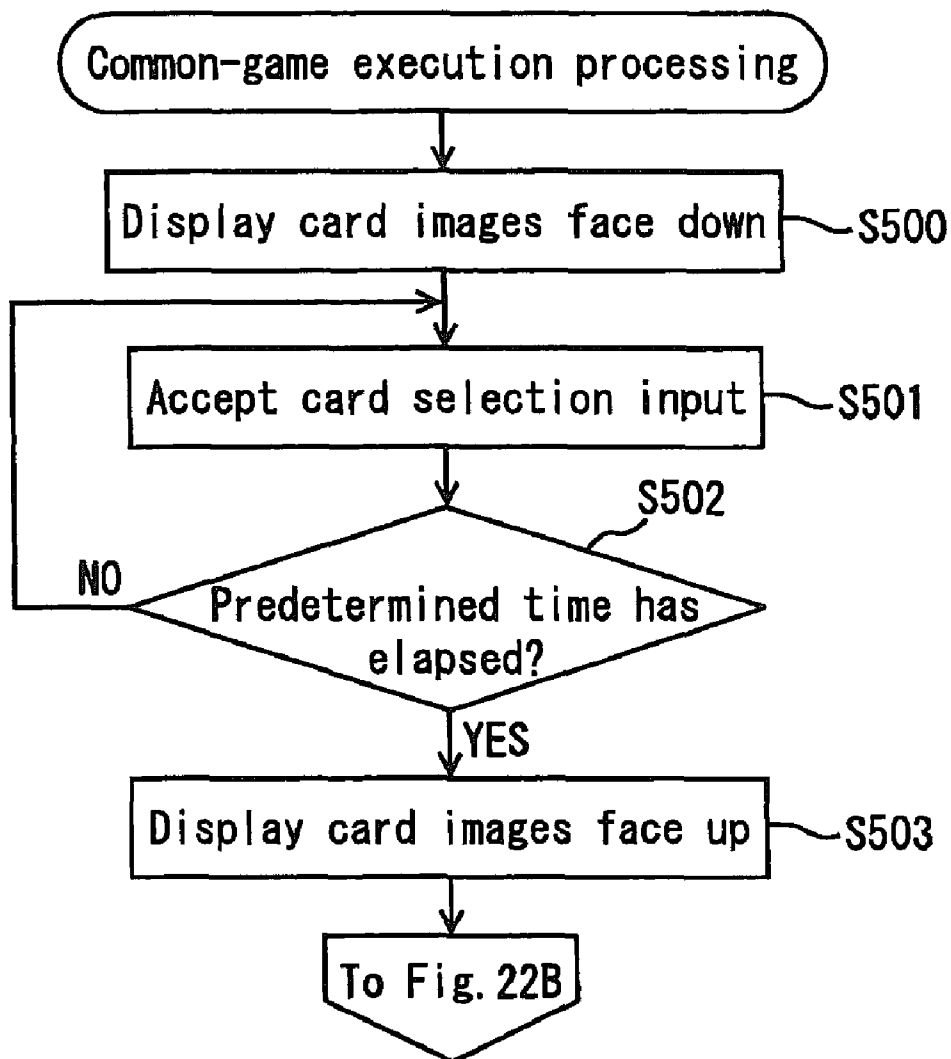 Common-game execution processing
Display card images face down
S500
Accept card selection input
S501
S502
NO
Predetermined time has
elapsed?
YES
Display card images face up
S503
To Fig. 22B